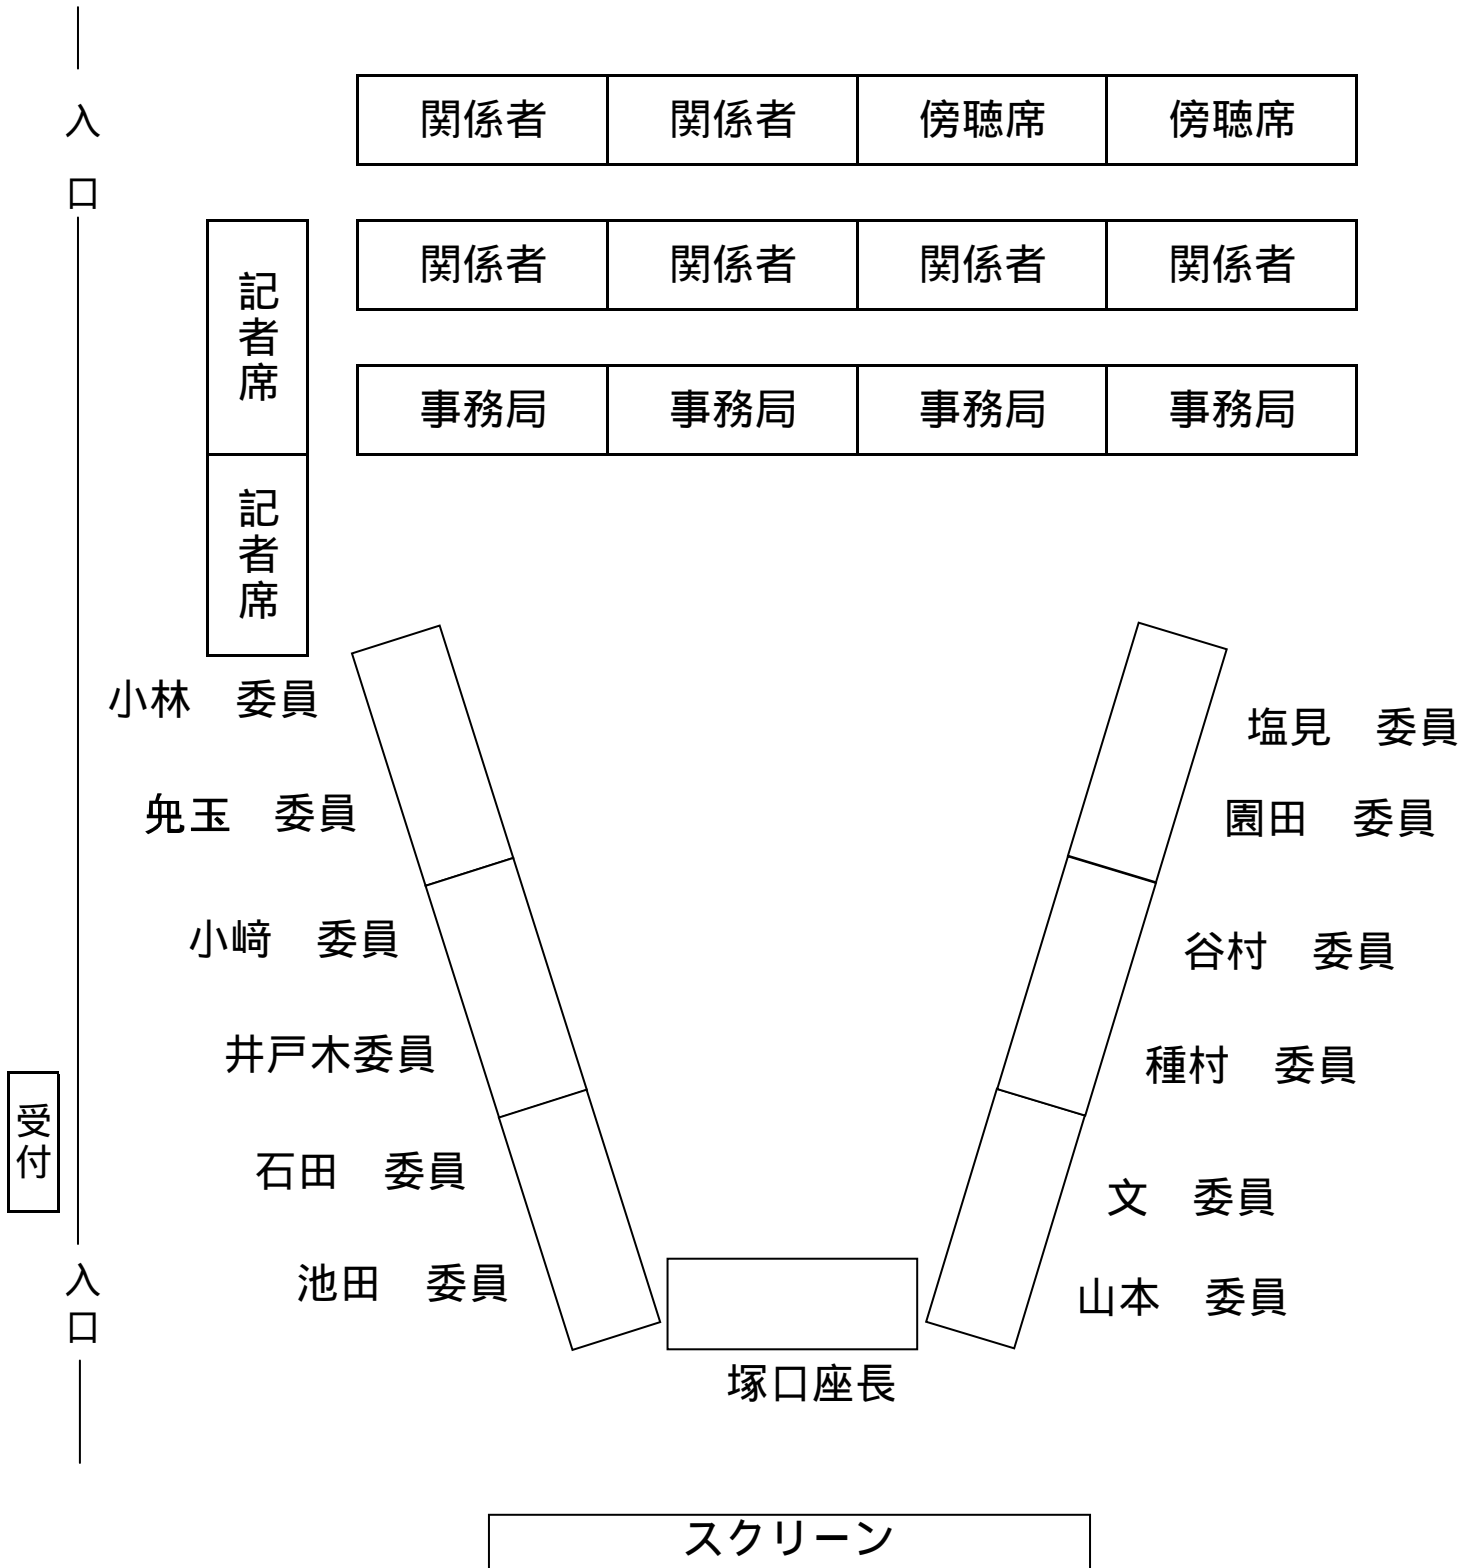 入口
関係者 関係者 傍聴席 傍聴席
関係者 関係者 関係者 関係者
記者席
事務局 事務局 事務局 事務局
記者席
小林 委員
塩見 委員
兠玉 委員
園田 委員
小﨑 委員
谷村 委員
井戸木委員
種村 委員
受付
石田 委員
文 委員
入口
池田 委員
山本 委員
塚口座長
スクリーン